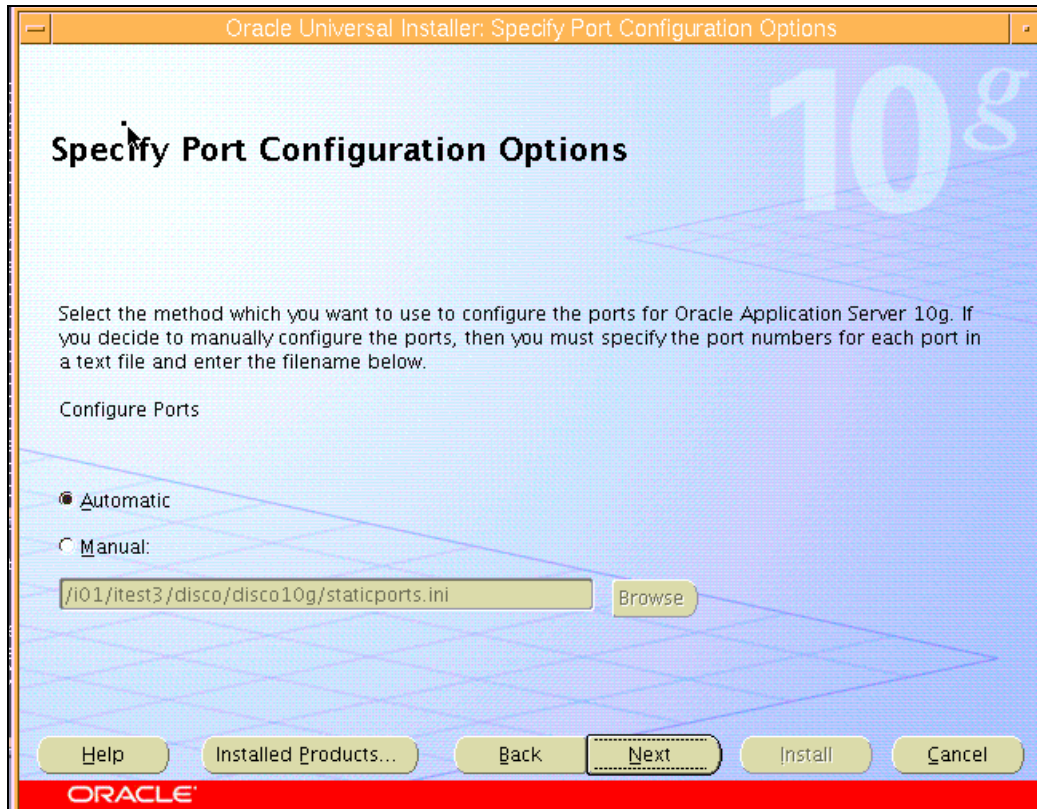 Oracle Universal Installer: Specify Port Configuration Options
10g
Specify Port Configuration Options
Select the method which you want to use to configure the ports for Oracle Application Server 10g. If
you decide to manually configure the ports, then you must specify the port numbers for each port in
a text file and enter the filename below.
Configure Ports
Automatic
Manual:
/i01/itest3/disco/disco10g/staticports.ini
Browse
Help
Installed Products...
Back
Next
Install
Cancel
ORACLE